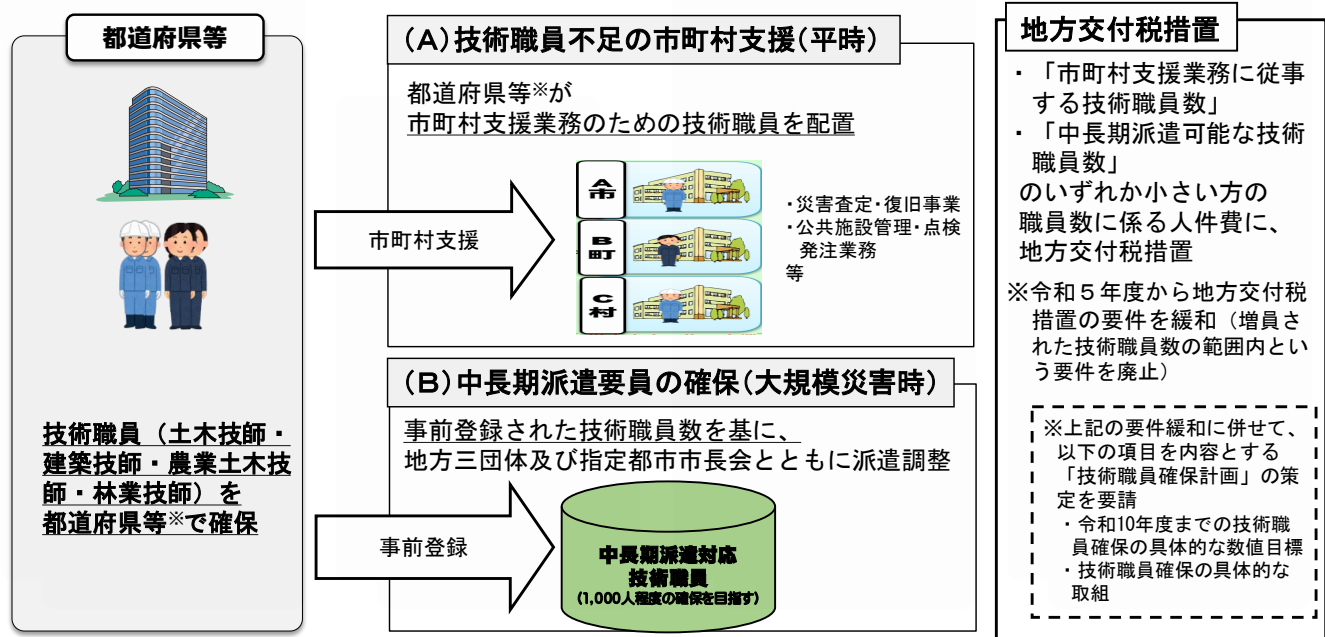 都道府県等
技術職員（土木技師・
建築技師・農業土木技
師・林業技師）を
都道府県等※で確保
(A)技術職員不足の市町村支援(平時)
都道府県等※が
市町村支援業務のための技術職員を配置
市町村支援
A市
B町
C村
・災害査定・復旧事業
・公共施設管理・点検
発注業務
等
(B)中長期派遣要員の確保(大規模災害時)
事前登録された技術職員数を基に、
地方三団体及び指定都市市長会とともに派遣調整
事前登録
中長期派遣対応
技術職員
(1,000人程度の確保を目指す)
地方交付税措置
・「市町村支援業務に従事
する技術職員数」
・「中長期派遣可能な技術
職員数」
のいずれか小さい方の
職員数に係る人件費に、
地方交付税措置
※令和５年度から地方交付税
措置の要件を緩和（増員さ
れた技術職員数の範囲内とい
う要件を廃止）
※上記の要件緩和に併せて、
以下の項目を内容とする
「技術職員確保計画」の策
定を要請
・令和10年度までの技術職
員確保の具体的な数値目標
・技術職員確保の具体的な
取組